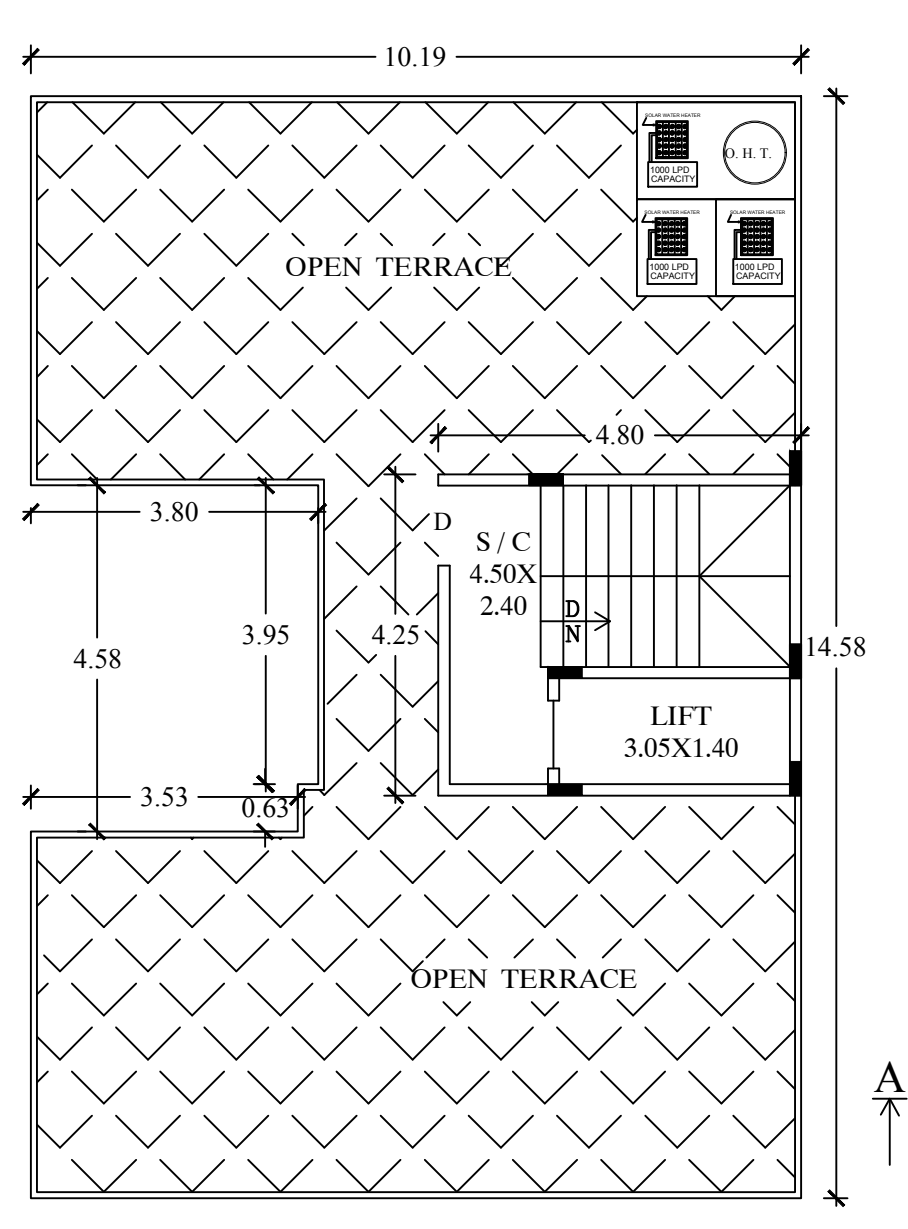 10.19
SOLAR WATER HEATER
1000 LPD
CAPACITY
O. H. T.
SOLAR WATER HEATER
1000 LPD
CAPACITY
SOLAR WATER HEATER
1000 LPD
CAPACITY
OPEN TERRACE
4.80
3.80
D
S / C
4.50X
2.40
D
N
3.95
4.25
4.58
14.58
LIFT
3.05X1.40
3.53
0.63
OPEN TERRACE
A